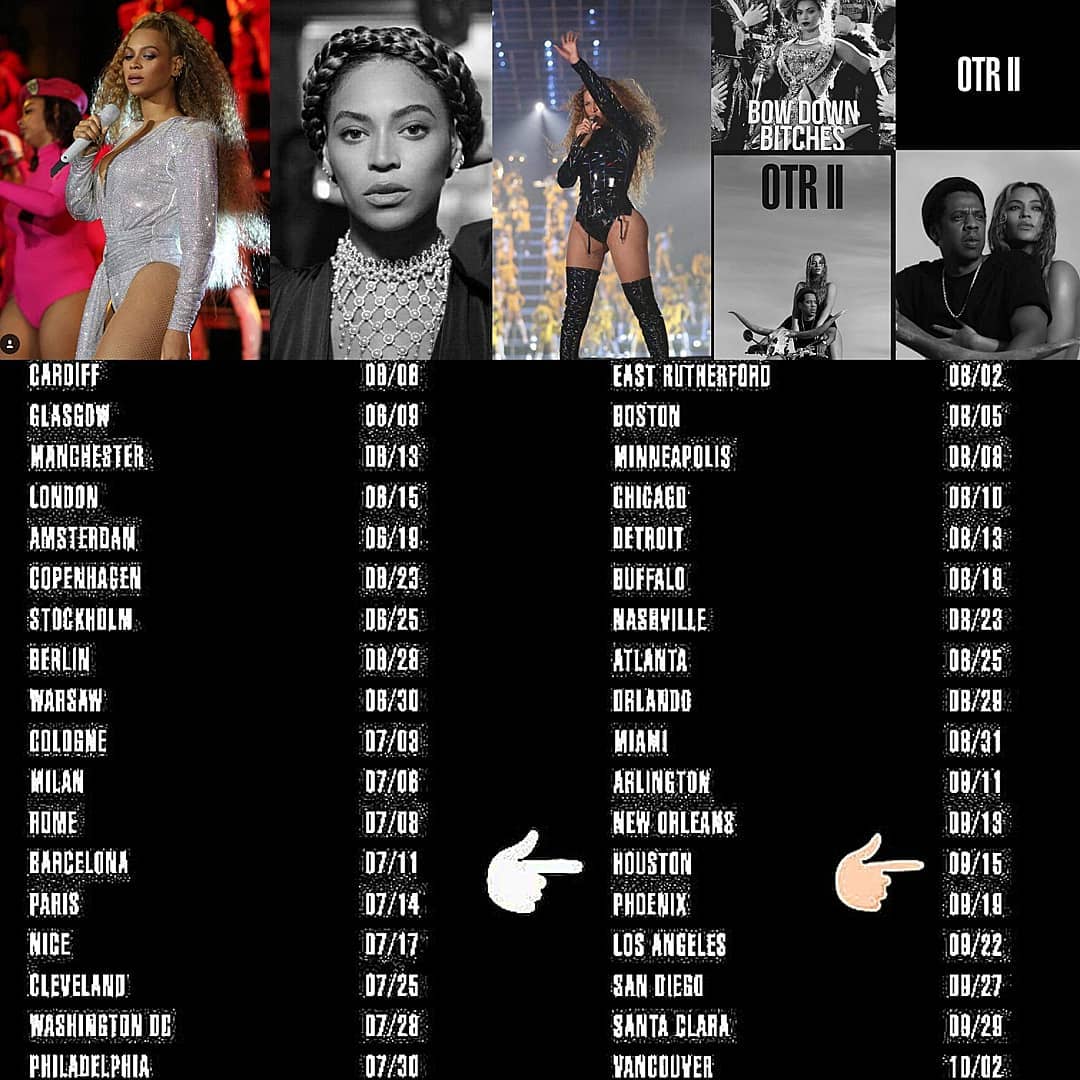 BOW DOWN
BITCHES
OTR II
OTR II
CARDIFF 06/06 EAST RUTHERFORD 08/02
GLASGOW 06/09 BOSTON 08/05
MANCHESTER 06/13 MINNEAPOLIS 08/08
LONDON 06/15 CHICAGO 08/10
AMSTERDAM 06/19 DETROIT 08/13
COPENHAGEN 06/23 BUFFALO 08/18
STOCKHOLM 06/25 NASHVILLE 08/23
BERLIN 06/28 ATLANTA 08/25
WARSAW 06/30 ORLANDO 08/29
COLOGNE 07/03 MIAMI 08/31
MILAN 07/06 ARLINGTON 09/11
ROME 07/08 NEW ORLEANS 09/13
BARCELONA 07/11 HOUSTON 09/15
PARIS 07/14 PHOENIX 09/19
NICE 07/17 LOS ANGELES 09/22
CLEVELAND 07/25 SAN DIEGO 09/27
WASHINGTON DC 07/28 SANTA CLARA 09/29
PHILADELPHIA 07/30 VANCOUVER 10/02